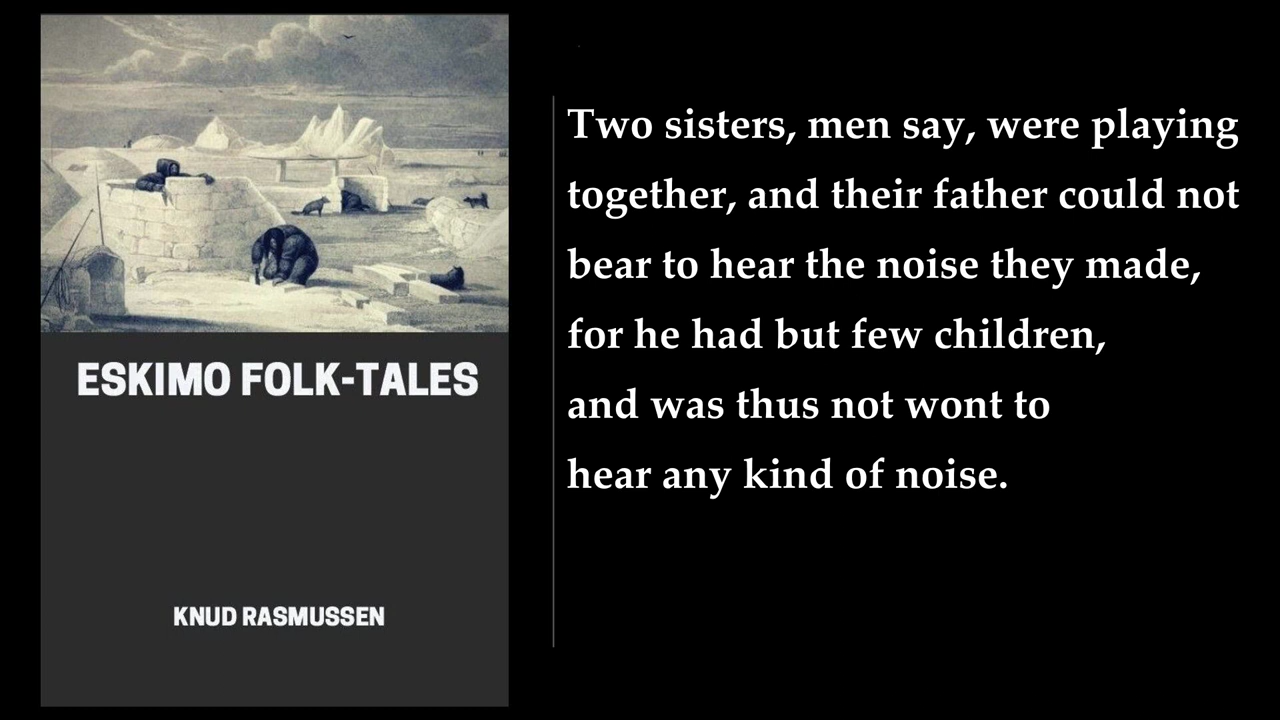 ESKIMO FOLK-TALES
KNUD RASMUSSEN
Two sisters, men say, were playing
together, and their father could not
bear to hear the noise they made,
for he had but few children,
and was thus not wont to
hear any kind of noise.